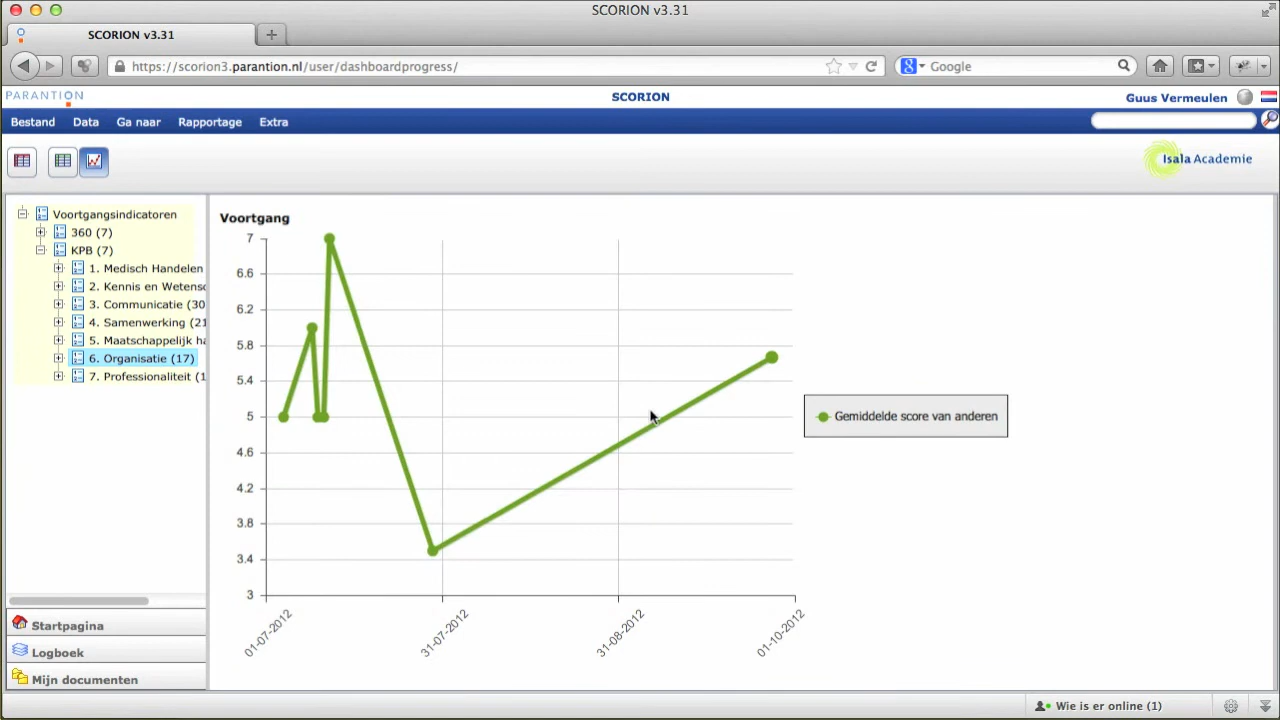 SCORION v3.31
SCORION v3.31
https://scorion3.parantion.nl/user/dashboardprogress/
Google
PARANTION
SCORION
Guus Vermeulen
Bestand Data Ga naar Rapportage Extra
Isala Academie
Voortgangsindicatoren
360 (7)
KPB (7)
1. Medisch Handelen
2. Kennis en Wetensc
3. Communicatie (30
4. Samenwerking (21
5. Maatschappelijk ha
6. Organisatie (17)
7. Professionaliteit (1
Voortgang
7
6.6
6.2
5.8
5.4
5
4.6
4.2
3.8
3.4
3
01-07-2012
31-07-2012
31-08-2012
01-10-2012
Gemiddelde score van anderen
Startpagina
Logboek
Mijn documenten
Wie is er online (1)